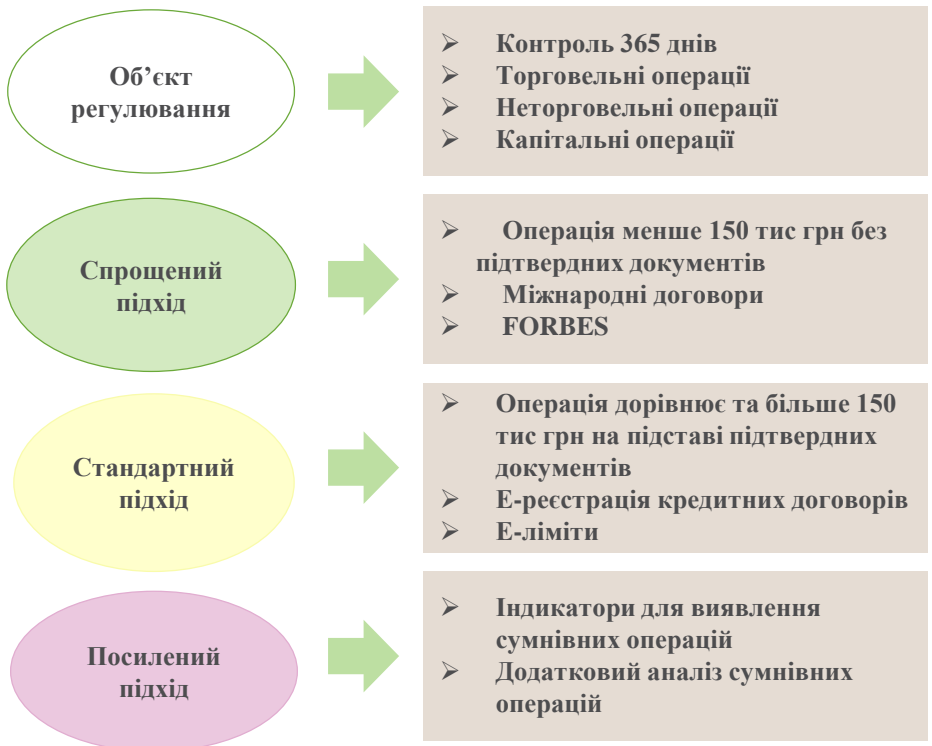 Об’єкт
регулювання
➢ Контроль 365 днів
➢ Торговельні операції
➢ Неторговельні операції
➢ Капітальні операції
Спрощений
підхід
➢ Операція менше 150 тис грн без
підтвердних документів
➢ Міжнародні договори
➢ FORBES
Стандартний
підхід
➢ Операція дорівнює та більше 150
тис грн на підставі підтвердних
документів
➢ Е-реєстрація кредитних договорів
➢ Е-ліміти
Посилений
підхід
➢ Індикатори для виявлення
сумнівних операцій
➢ Додатковий аналіз сумнівних
операцій